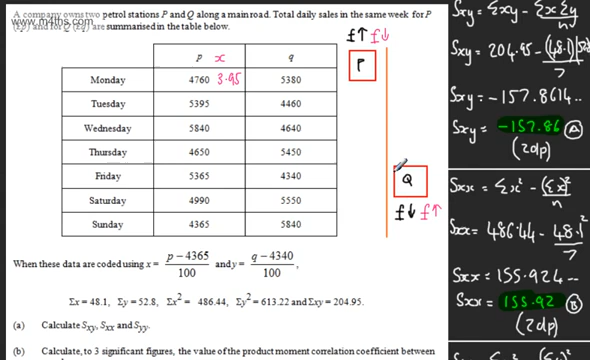 A company owns two petrol stations P and Q along a main road. Total daily sales in the same week for P
(£p) and for Q (£q) are summarised in the table below.
p x q
Monday 4760 3.95 5380
Tuesday 5395 4460
Wednesday 5840 4640
Thursday 4650 5450
Friday 5365 4340
Saturday 4990 5550
Sunday 4365 5840
When these data are coded using x = p − 4365 / 100 and y = q − 4340 / 100 ,
Σx = 48.1, Σy = 52.8, Σx² = 486.44, Σy² = 613.22 and Σxy = 204.95.
(a) Calculate Sxy, Sxx and Syy.
(b) Calculate, to 3 significant figures, the value of the product moment correlation coefficient between
£↑ £↓
P
Q
£↓ £↑
Sxy = Σxy − Σx Σy / n
Sxy = 204.95 − (48.1)(52.8 / 7
Sxy = −157.8614..
Sxy = −157.86 A
(2dp)
Sxx = Σx² − (Σx)² / n
Sxx = 486.44 − 48.1² / 7
Sxx = 155.924 ...
Sxx = 155.92 B
(2dp)